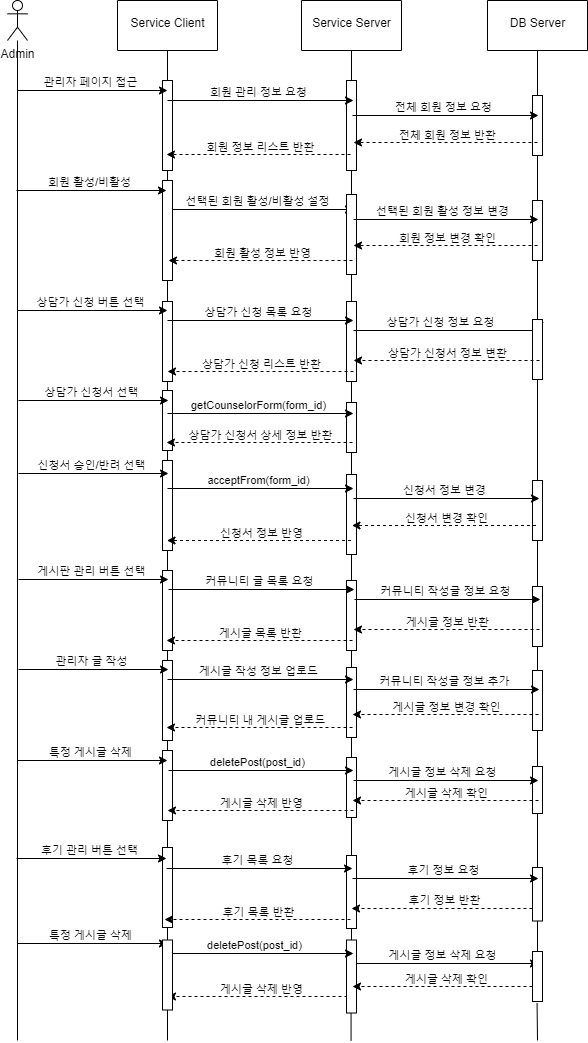 Service Client
Service Server
DB Server
Admin
관리자 페이지 접근
회원 관리 정보 요청
전체 회원 정보 요청
전체 회원 정보 반환
회원 정보 리스트 반환
회원 활성/비활성
선택된 회원 활성/비활성 설정
선택된 회원 활성 정보 변경
회원 정보 변경 확인
회원 활성 정보 반영
상담가 신청 버튼 선택
상담가 신청 목록 요청
상담가 신청 정보 요청
상담가 신청서 정보 변환
상담가 신청 리스트 반환
상담가 신청서 선택
getCounselorForm(form_id)
상담가 신청서 상세 정보 반환
신청서 승인/반려 선택
acceptFrom(form_id)
신청서 정보 변경
신청서 변경 확인
신청서 정보 반영
게시판 관리 버튼 선택
커뮤니티 글 목록 요청
커뮤니티 작성글 정보 요청
게시글 정보 반환
게시글 목록 반환
관리자 글 작성
게시글 작성 정보 업로드
커뮤니티 작성글 정보 추가
게시글 정보 변경 확인
커뮤니티 내 게시글 업로드
특정 게시글 삭제
deletePost(post_id)
게시글 정보 삭제 요청
게시글 삭제 확인
게시글 삭제 반영
후기 관리 버튼 선택
후기 목록 요청
후기 정보 요청
후기 정보 반환
후기 목록 반환
특정 게시글 삭제
deletePost(post_id)
게시글 정보 삭제 요청
게시글 삭제 확인
게시글 삭제 반영